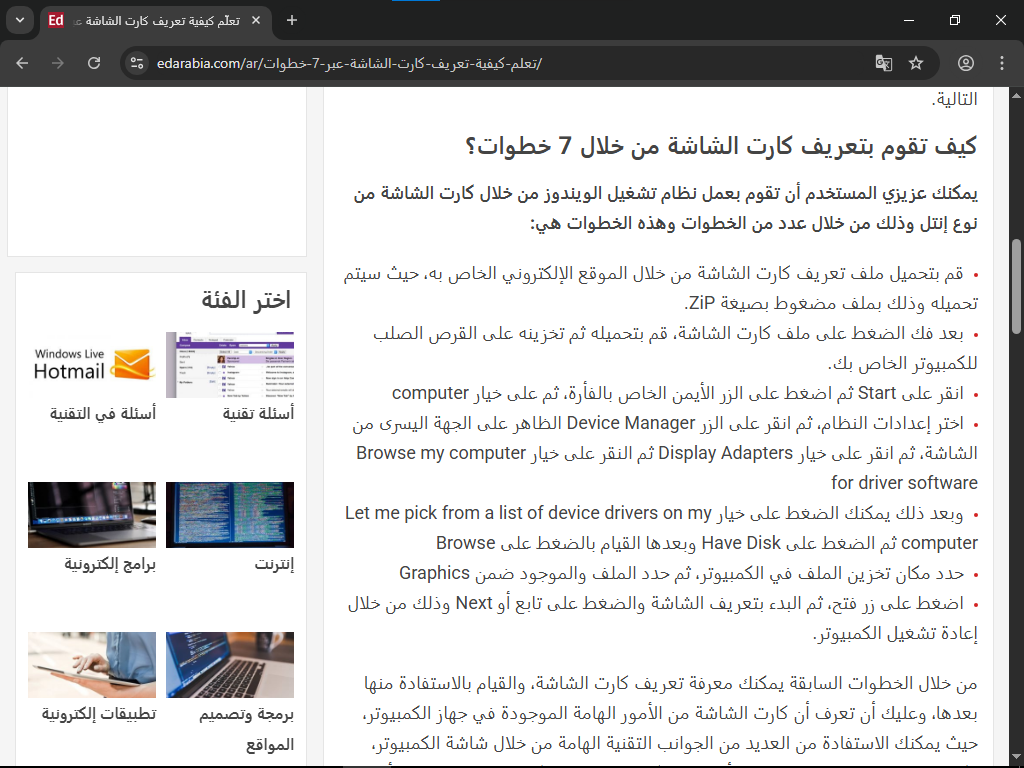 تعلّم كيفية تعريف كارت الشاشة
edarabia.com/ar/تعلم-كيفية-تعريف-كارت-الشاشة-عبر-7-خطوات/
التالية.
كيف تقوم بتعريف كارت الشاشة من خلال 7 خطوات؟
يمكنك عزيزي المستخدم أن تقوم بعمل نظام تشغيل الويندوز من خلال كارت الشاشة من
نوع إنتل وذلك من خلال عدد من الخطوات وهذه الخطوات هي:
• قم بتحميل ملف تعريف كارت الشاشة من خلال الموقع الإلكتروني الخاص به، حيث سيتم
تحميله وذلك بملف مضغوط بصيغة ZiP.
• بعد فك الضغط على ملف كارت الشاشة، قم بتحميله ثم تخزينه على القرص الصلب
للكمبيوتر الخاص بك.
• انقر على Start ثم اضغط على الزر الأيمن الخاص بالفأرة، ثم على خيار computer
• اختر إعدادات النظام، ثم انقر على الزر Device Manager الظاهر على الجهة اليسرى من
الشاشة، ثم انقر على خيار Display Adapters ثم النقر على خيار Browse my computer
for driver software
• وبعد ذلك يمكنك الضغط على خيار Let me pick from a list of device drivers on my
computer ثم الضغط على Have Disk وبعدها القيام بالضغط على Browse
• حدد مكان تخزين الملف في الكمبيوتر، ثم حدد الملف والموجود ضمن Graphics
• اضغط على زر فتح، ثم البدء بتعريف الشاشة والضغط على تابع أو Next وذلك من خلال
إعادة تشغيل الكمبيوتر.
من خلال الخطوات السابقة يمكنك معرفة تعريف كارت الشاشة، والقيام بالاستفادة منها
بعدها، وعليك أن تعرف أن كارت الشاشة من الأمور الهامة الموجودة في جهاز الكمبيوتر،
حيث يمكنك الاستفادة من العديد من الجوانب التقنية الهامة من خلال شاشة الكمبيوتر،
اختر الفئة
Windows Live
Hotmail
أسئلة تقنية
أسئلة في التقنية
إنترنت
برامج إلكترونية
برمجة وتصميم
المواقع
تطبيقات إلكترونية